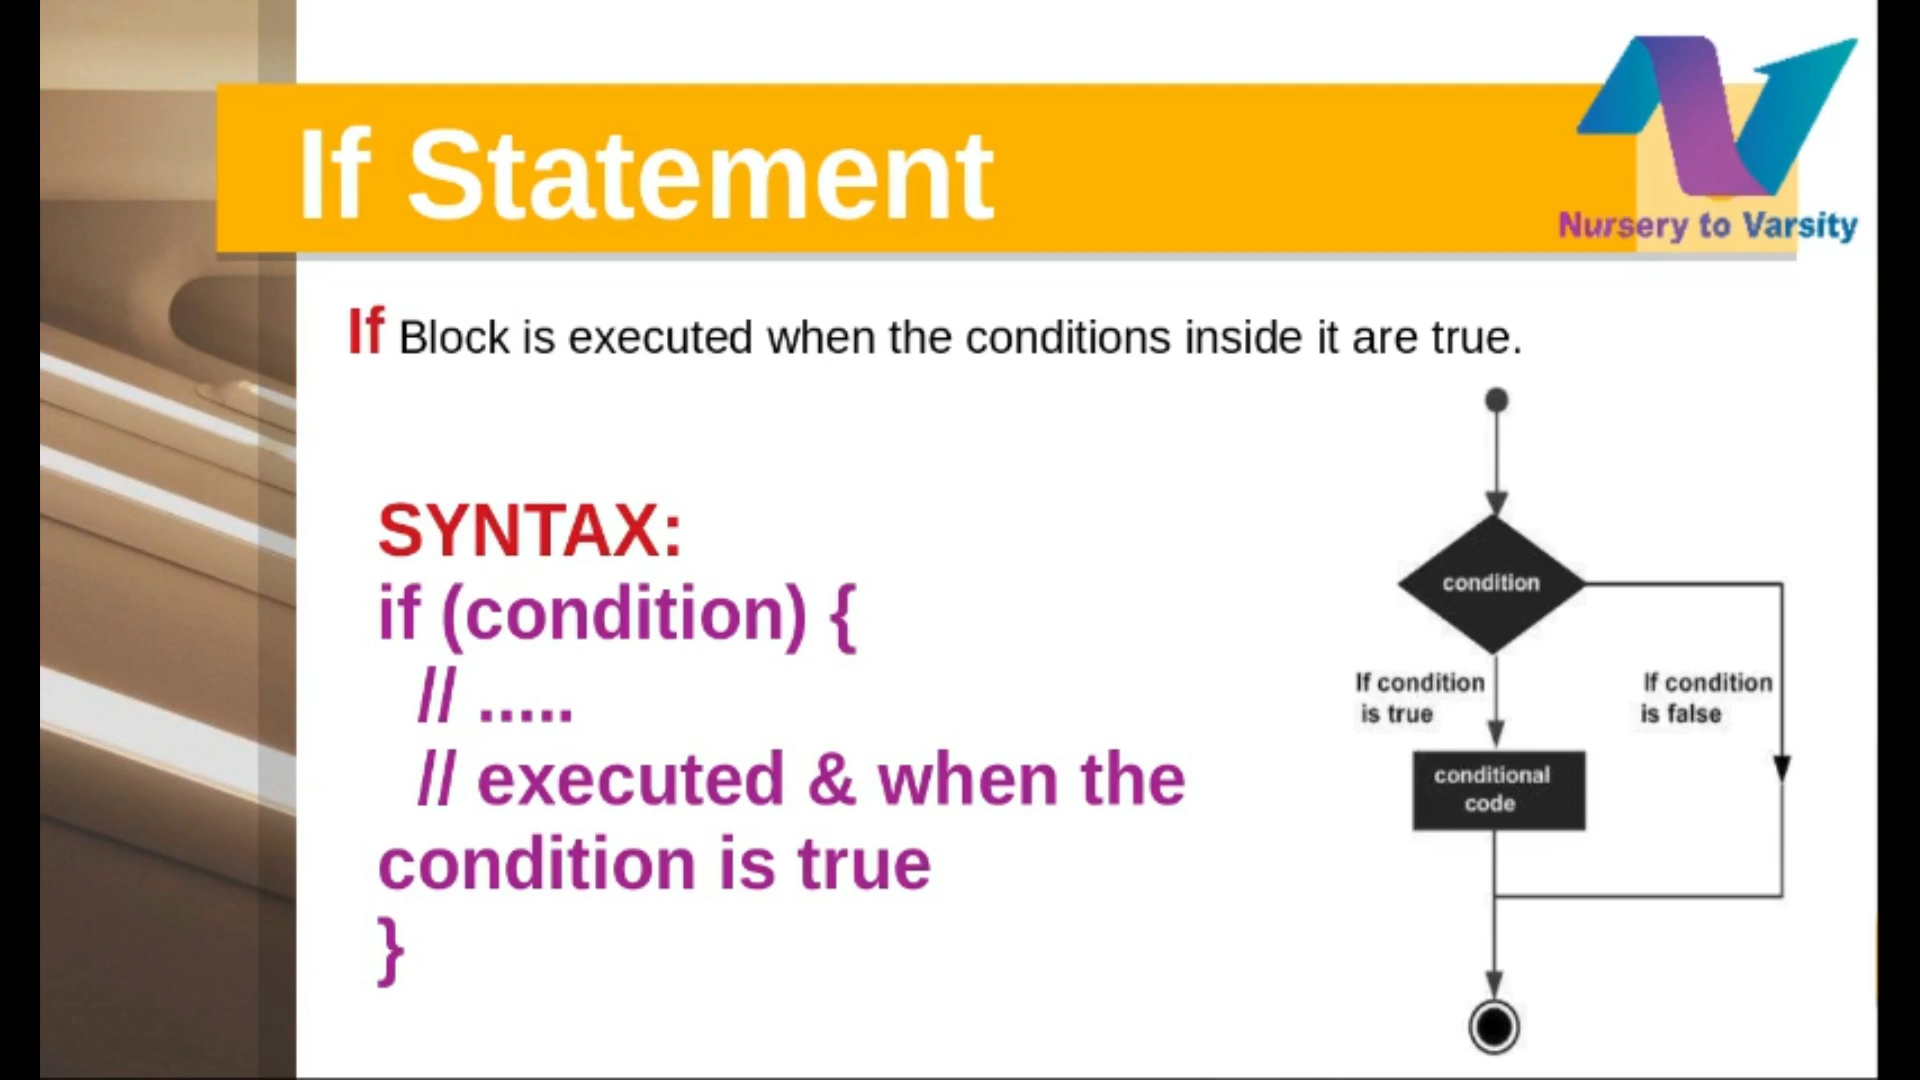 If Statement
Nursery to Varsity
If Block is executed when the conditions inside it are true.
SYNTAX:
if (condition) {
// .....
// executed & when the
condition is true
}
condition
If condition
is true
If condition
is false
conditional
code